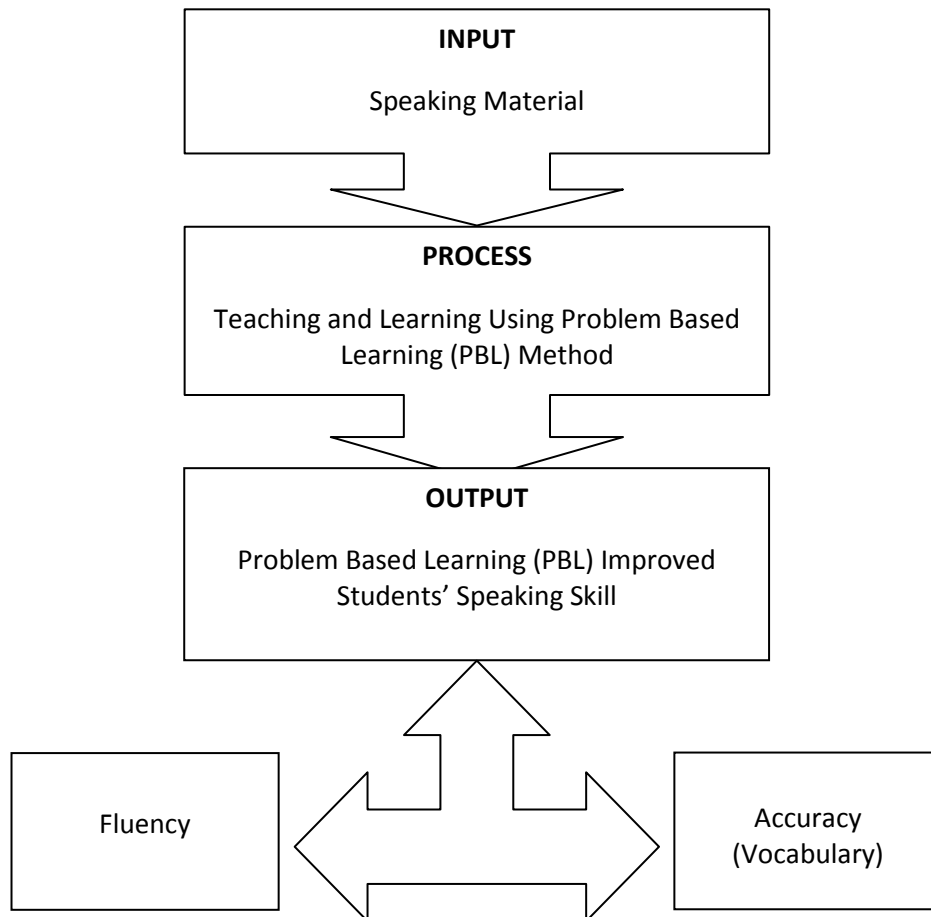 INPUT
Speaking Material
PROCESS
Teaching and Learning Using Problem Based
Learning (PBL) Method
OUTPUT
Problem Based Learning (PBL) Improved
Students’ Speaking Skill
Fluency
Accuracy
(Vocabulary)